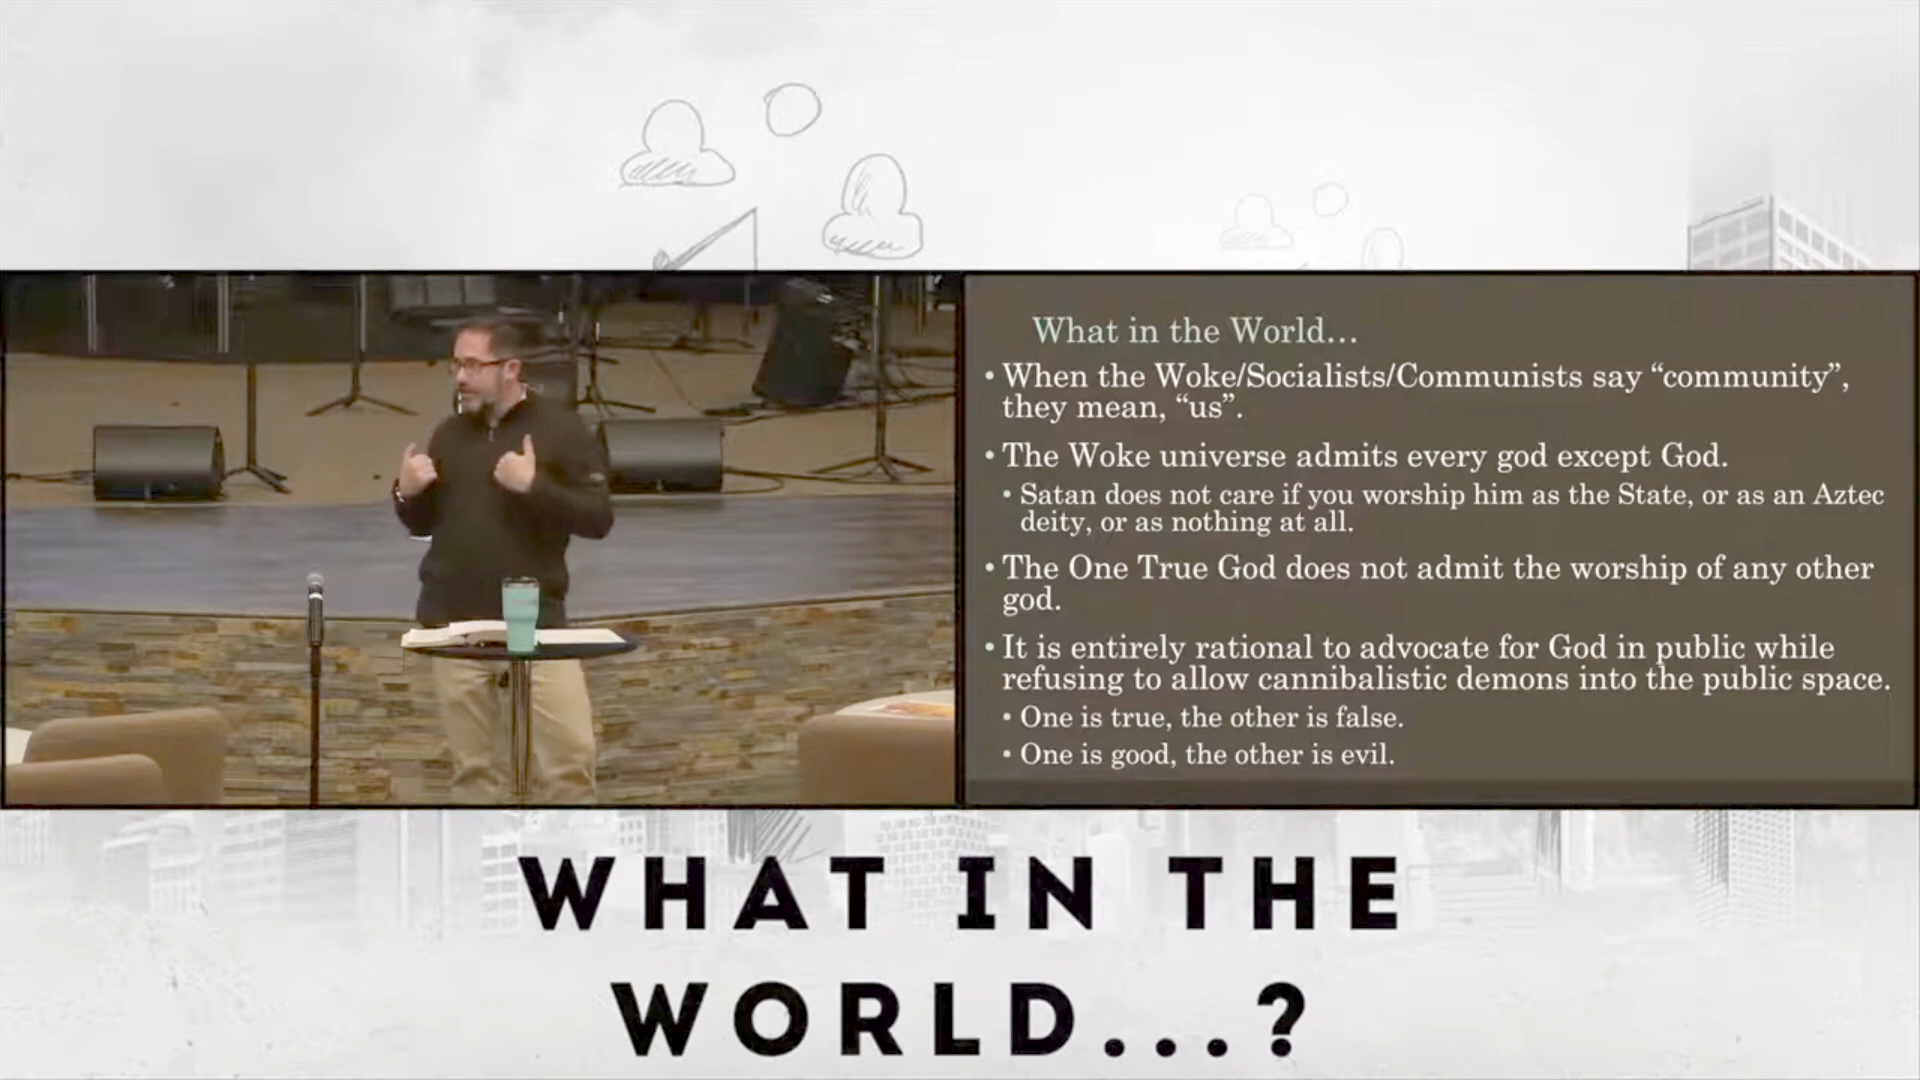 What in the World...
• When the Woke/Socialists/Communists say “community”,
they mean, “us”.
• The Woke universe admits every god except God.
• Satan does not care if you worship him as the State, or as an Aztec
deity, or as nothing at all.
• The One True God does not admit the worship of any other
god.
• It is entirely rational to advocate for God in public while
refusing to allow cannibalistic demons into the public space.
• One is true, the other is false.
• One is good, the other is evil.
WHAT IN THE
WORLD...?